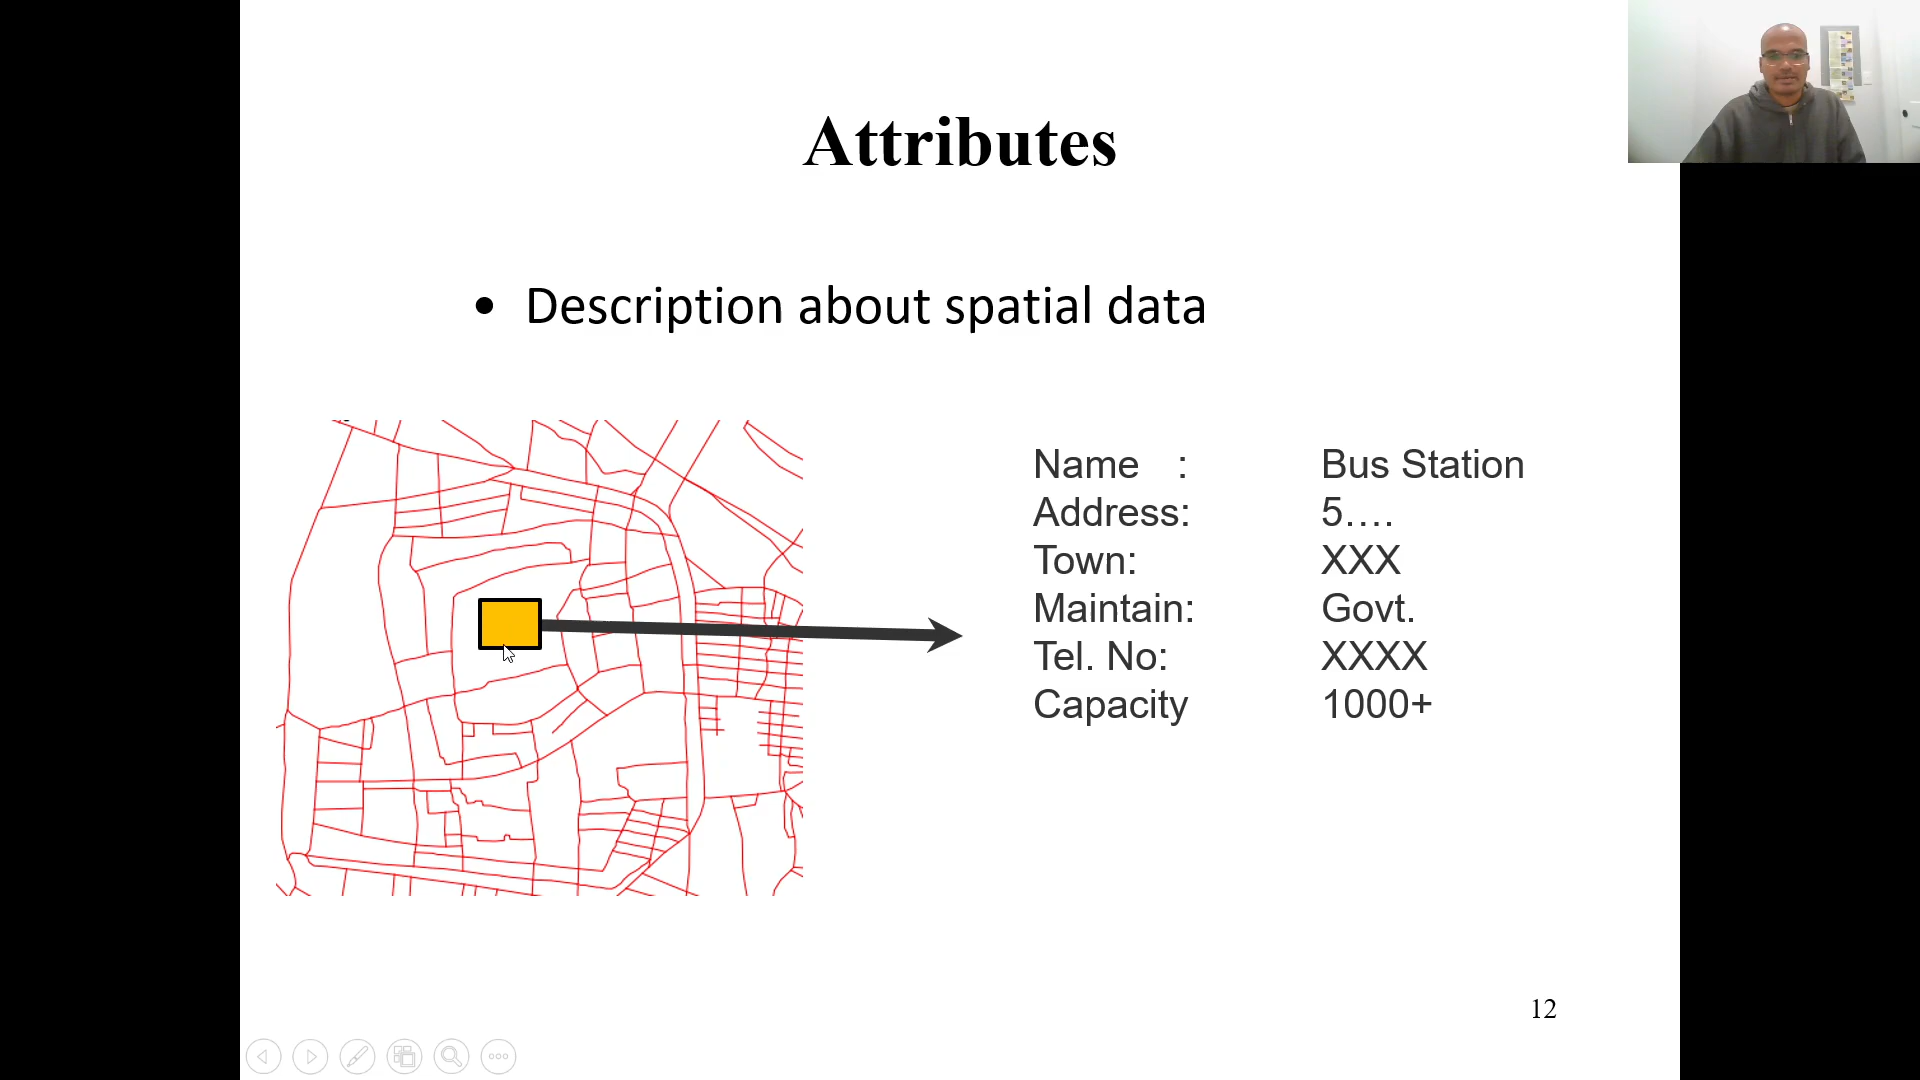 Attributes
• Description about spatial data
Name : Bus Station
Address: 5….
Town: XXX
Maintain: Govt.
Tel. No: XXXX
Capacity 1000+
12